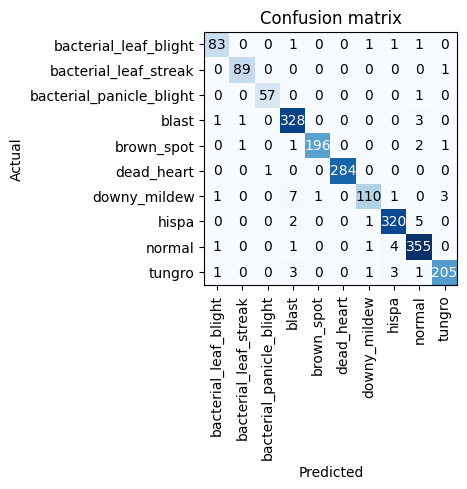 Confusion matrix
Actual
bacterial_leaf_blight 83 0 0 1 0 0 1 1 1 0
bacterial_leaf_streak 0 89 0 0 0 0 0 0 0 1
bacterial_panicle_blight 0 0 57 0 0 0 0 0 1 0
blast 1 1 0 328 0 0 0 0 3 0
brown_spot 0 1 0 1 196 0 0 0 2 1
dead_heart 0 0 1 0 0 284 0 0 0 0
downy_mildew 1 0 0 7 1 0 110 1 0 3
hispa 0 0 0 2 0 0 1 320 5 0
normal 1 0 0 1 0 0 1 4 355 0
tungro 1 0 0 3 0 0 1 3 1 205
bacterial_leaf_blight
bacterial_leaf_streak
bacterial_panicle_blight
blast
brown_spot
dead_heart
downy_mildew
hispa
normal
tungro
Predicted